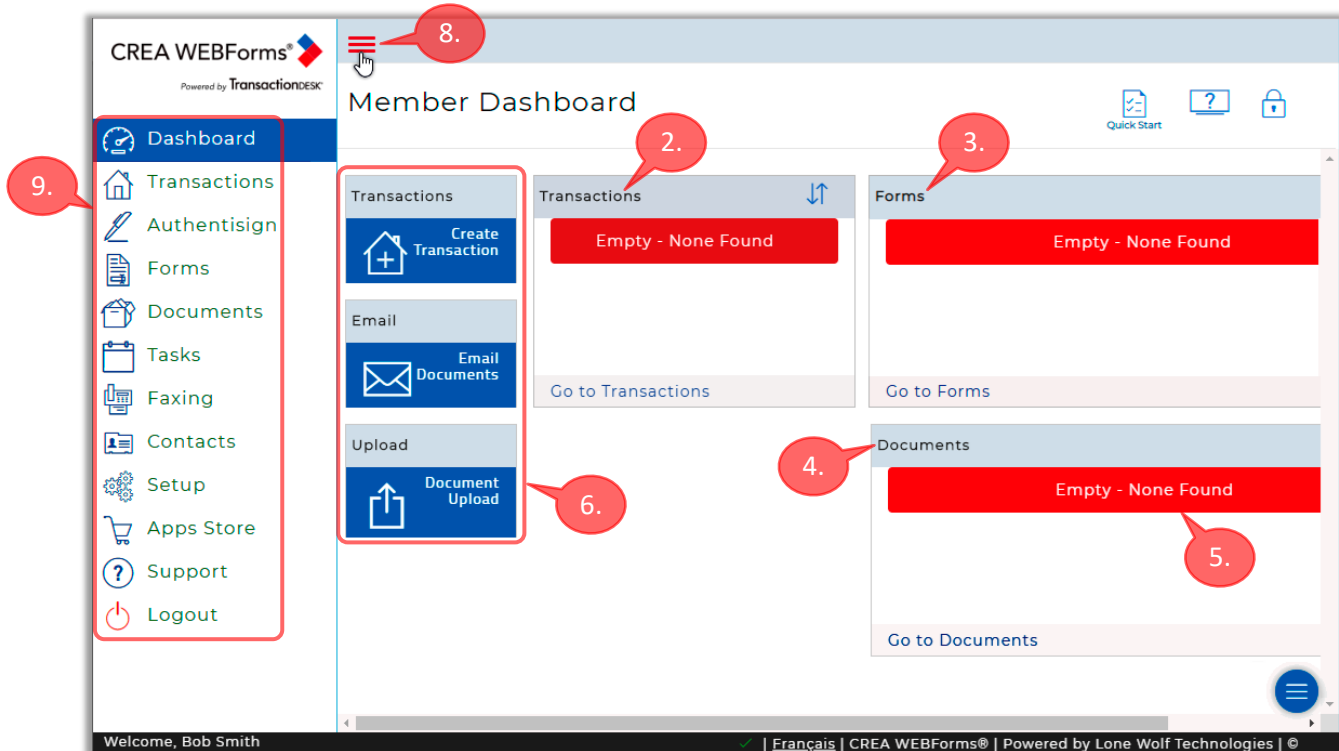 8.
CREA WEBForms®
Powered by TransactionDESK™
Member Dashboard
?
Quick Start
9.
Dashboard
Transactions
Authentisign
Forms
Documents
Tasks
Faxing
Contacts
Setup
Apps Store
? Support
Logout
Transactions
Create
Transaction
Email
Email
Documents
Upload
Document
Upload
6.
2.
Transactions
Empty - None Found
Go to Transactions
3.
Forms
Empty - None Found
Go to Forms
4.
Documents
Empty - None Found
5.
Go to Documents
Welcome, Bob Smith
| Français | CREA WEBForms® | Powered by Lone Wolf Technologies | ©